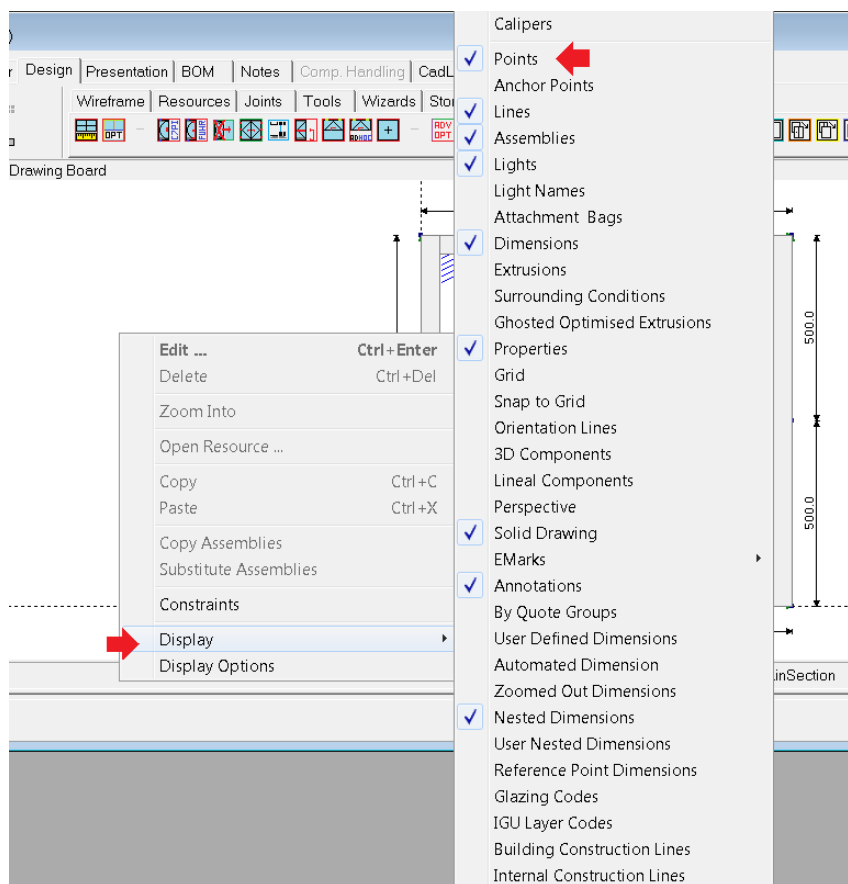 Calipers
)
r Design Presentation BOM Notes Comp. Handling CadL
Points
Anchor Points
Wireframe Resources Joints Tools Wizards Sto
Lines
OPT
Assemblies
Drawing Board
Lights
Light Names
Attachment Bags
Dimensions
Extrusions
Surrounding Conditions
Ghosted Optimised Extrusions
500.0
Edit ... Ctrl+Enter
Properties
Delete Ctrl+Del
Grid
Zoom Into
Snap to Grid
Orientation Lines
Open Resource ...
3D Components
Copy Ctrl+C
Lineal Components
Paste Ctrl+X
Perspective
500.0
Copy Assemblies
Solid Drawing
Substitute Assemblies
EMarks
Constraints
Annotations
By Quote Groups
Display
User Defined Dimensions
Display Options
Automated Dimension
inSection
Zoomed Out Dimensions
Nested Dimensions
User Nested Dimensions
Reference Point Dimensions
Glazing Codes
IGU Layer Codes
Building Construction Lines
Internal Construction Lines